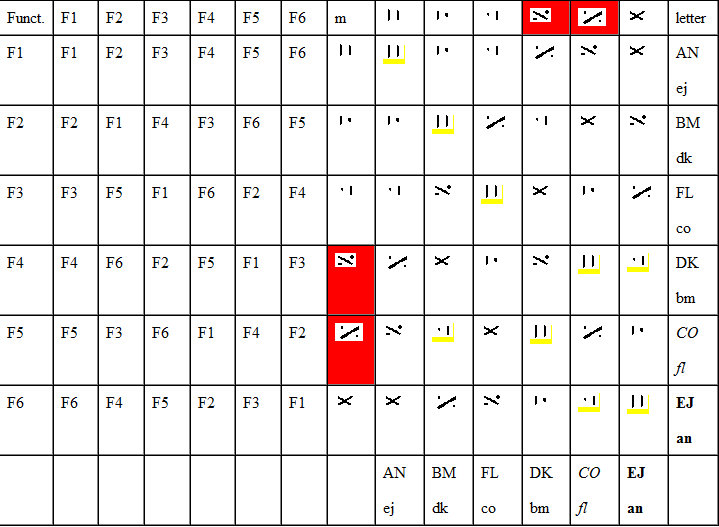 Funct. F1 F2 F3 F4 F5 F6 m letter
F1 F1 F2 F3 F4 F5 F6 AN
ej
F2 F2 F1 F4 F3 F6 F5 BM
dk
F3 F3 F5 F1 F6 F2 F4 FL
co
F4 F4 F6 F2 F5 F1 F3 DK
bm
F5 F5 F3 F6 F1 F4 F2 CO
fl
F6 F6 F4 F5 F2 F3 F1 EJ
an
AN BM FL DK CO EJ
ej dk co bm fl an